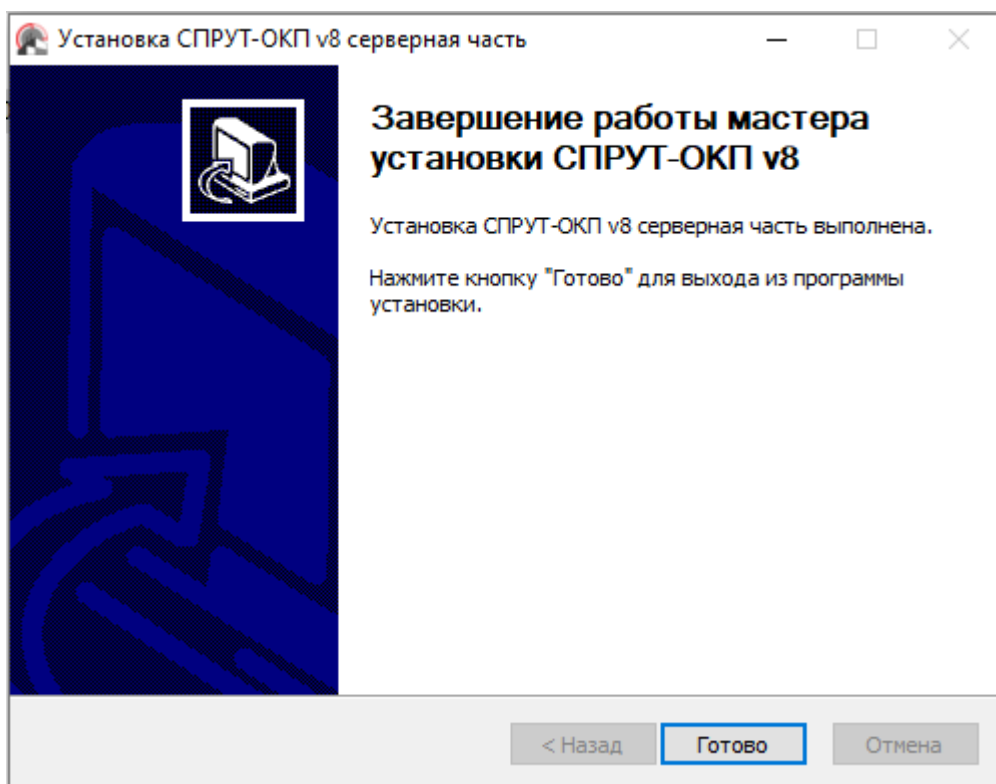 Установка СПРУТ-ОКП v8 серверная часть
Завершение работы мастера
установки СПРУТ-ОКП v8
Установка СПРУТ-ОКП v8 серверная часть выполнена.
Нажмите кнопку "Готово" для выхода из программы
установки.
< Назад Готово Отмена